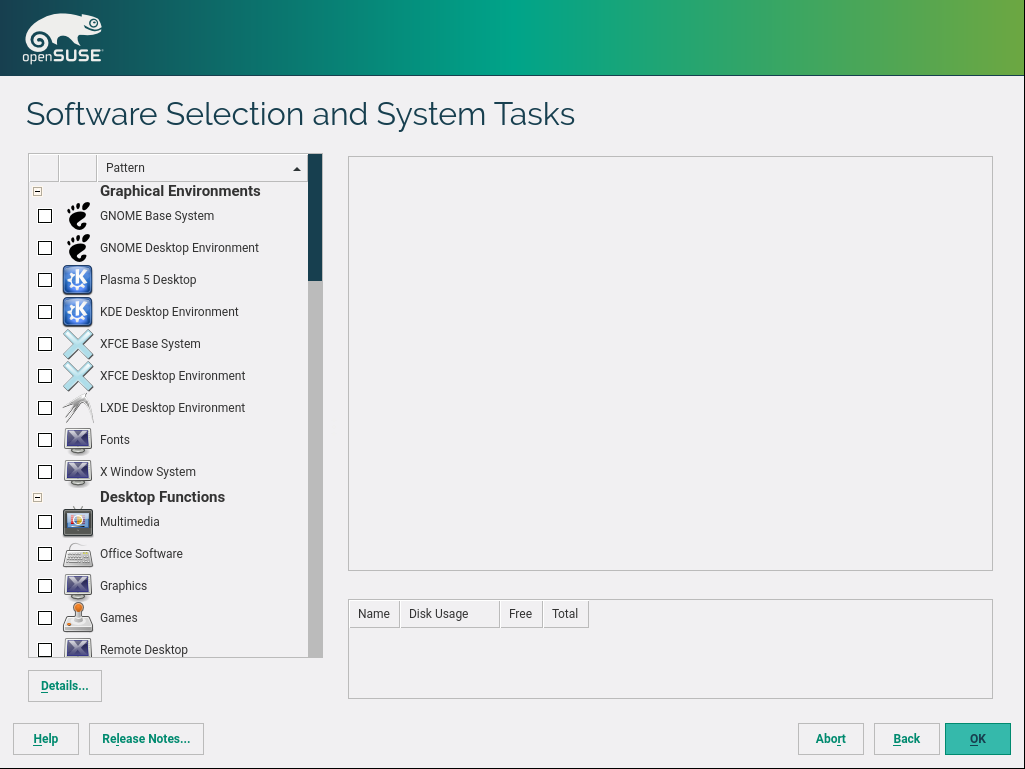 openSUSE
Software Selection and System Tasks
Pattern
Graphical Environments
GNOME Base System
GNOME Desktop Environment
Plasma 5 Desktop
KDE Desktop Environment
XFCE Base System
XFCE Desktop Environment
LXDE Desktop Environment
Fonts
X Window System
Desktop Functions
Multimedia
Office Software
Graphics
Games
Remote Desktop
Name Disk Usage Free Total
Details...
Help Release Notes... Abort Back OK